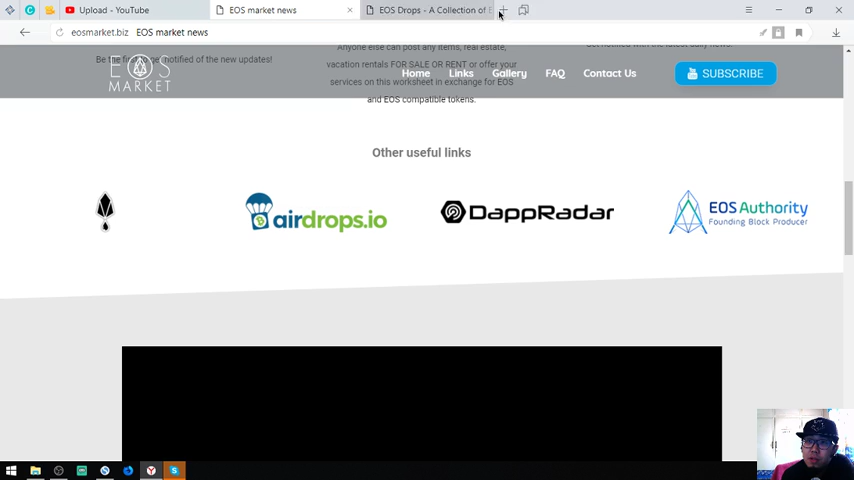 Upload - YouTube
EOS market news
EOS Drops - A Collection of E
eosmarket.biz EOS market news
Be the first to get notified of the new updates!
Anyone else can post any items, real estate,
vacation rentals FOR SALE OR RENT or offer your
services on this worksheet in exchange for EOS
and EOS compatible tokens.
Get notified with the latest daily news!
EOS
MARKET
Home Links Gallery FAQ Contact Us
SUBSCRIBE
Other useful links
airdrops.io
DappRadar
EOS Authority
Founding Block Producer